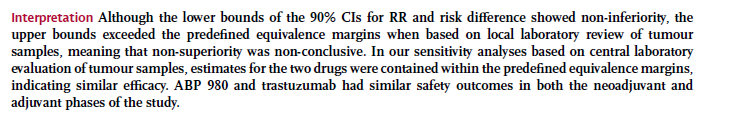 Interpretation Although the lower bounds of the 90% CIs for RR and risk difference showed non-inferiority, the
upper bounds exceeded the predefined equivalence margins when based on local laboratory review of tumour
samples, meaning that non-superiority was non-conclusive. In our sensitivity analyses based on central laboratory
evaluation of tumour samples, estimates for the two drugs were contained within the predefined equivalence margins,
indicating similar efficacy. ABP 980 and trastuzumab had similar safety outcomes in both the neoadjuvant and
adjuvant phases of the study.